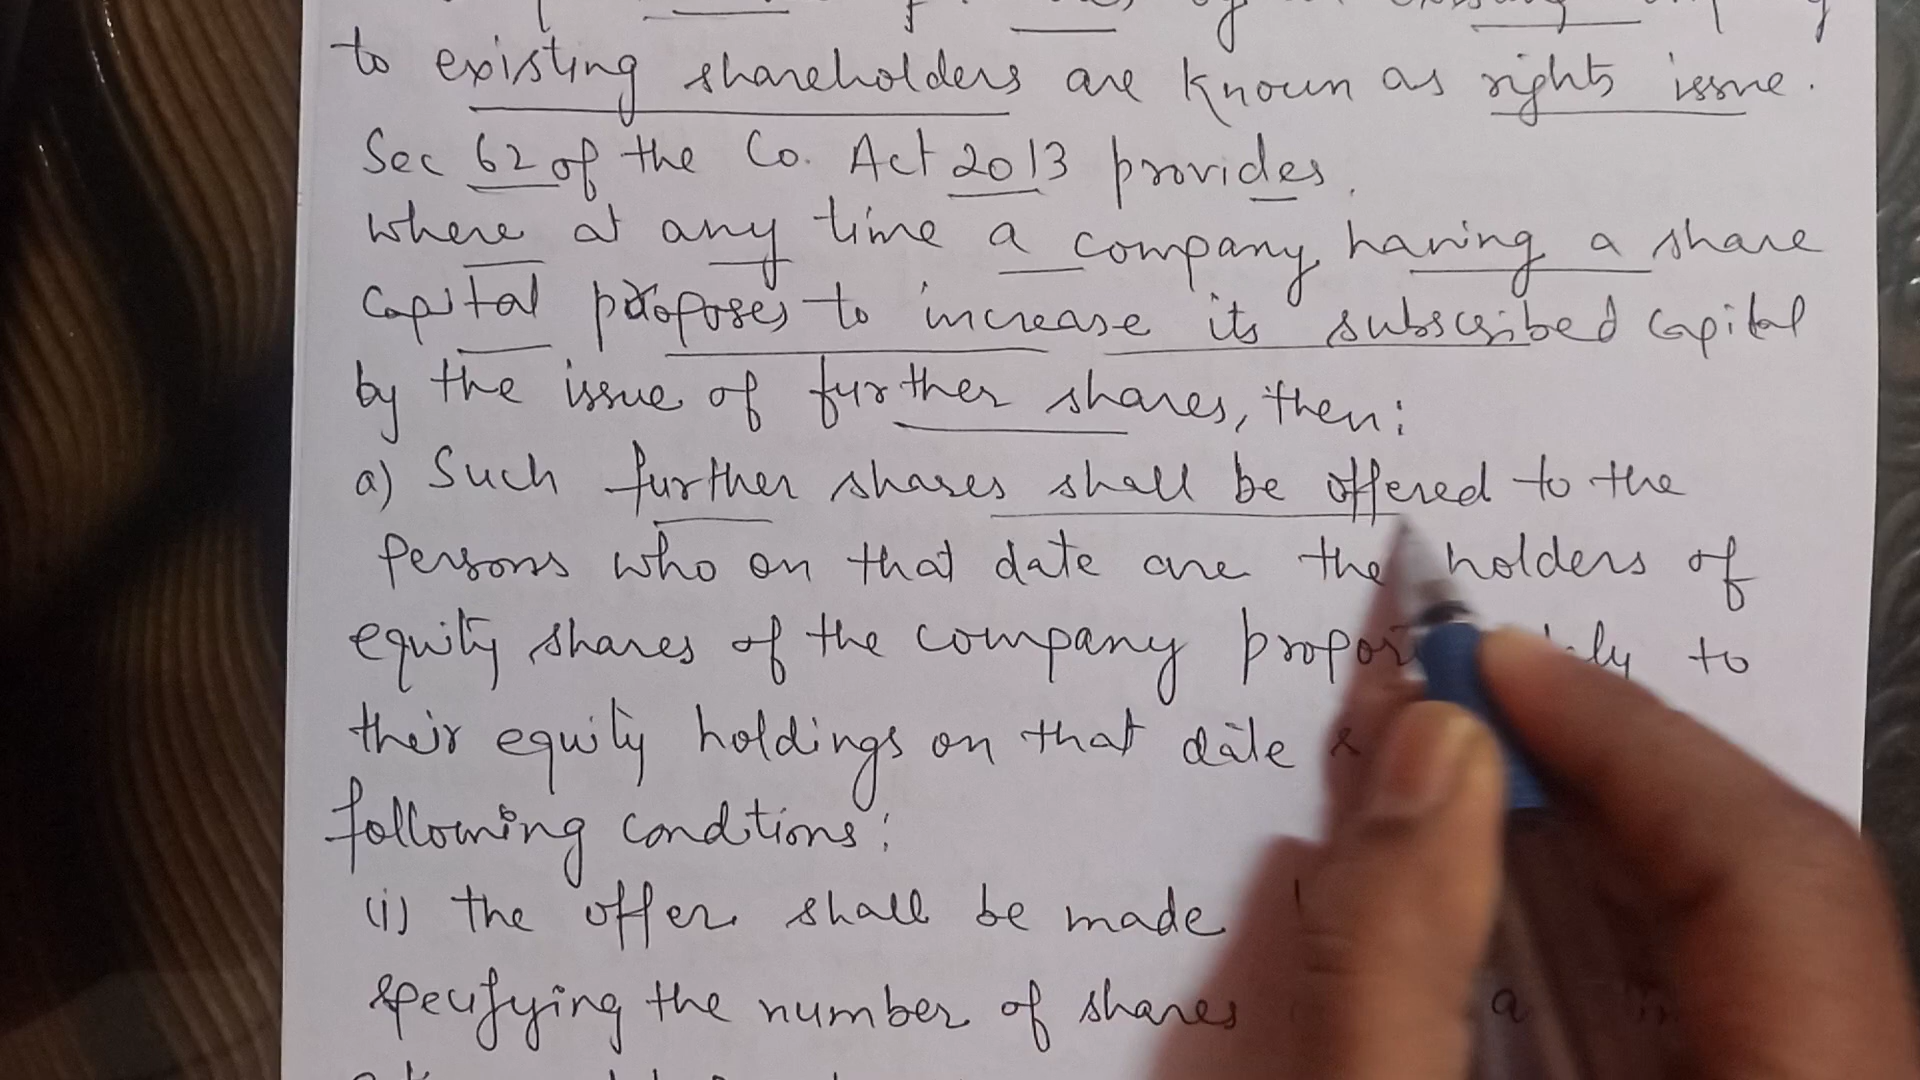 to existing shareholders are known as rights issue.
Sec 62 of the Co. Act 2013 provides.
where at any time a company having a share
capital proposes to increase its subscribed capital
by the issue of further shares, then:
a) Such further shares shall be offered to the
persons who on that date are the holders of
equity shares of the company to
their equity holdings on that date &
following conditions:
(i) the offer shall be made
specifying the number of shares